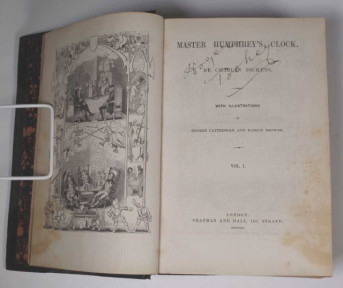 MASTER HUMPHREY'S CLOCK.
BY CHARLES DICKENS.
WITH ILLUSTRATIONS
BY
GEORGE CATTERMOLE AND HABLOT BROWNE.
VOL. I.
LONDON:
CHAPMAN AND HALL, 186, STRAND.